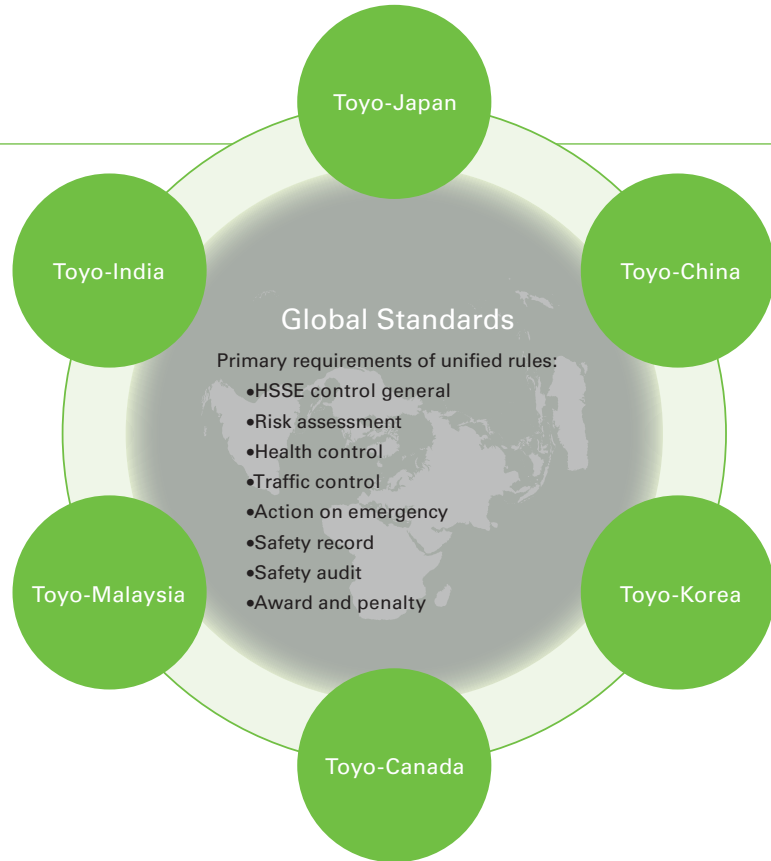 Toyo-Japan
Toyo-India
Toyo-China
Global Standards
Primary requirements of unified rules:
•HSSE control general
•Risk assessment
•Health control
•Traffic control
•Action on emergency
•Safety record
•Safety audit
•Award and penalty
Toyo-Malaysia
Toyo-Korea
Toyo-Canada